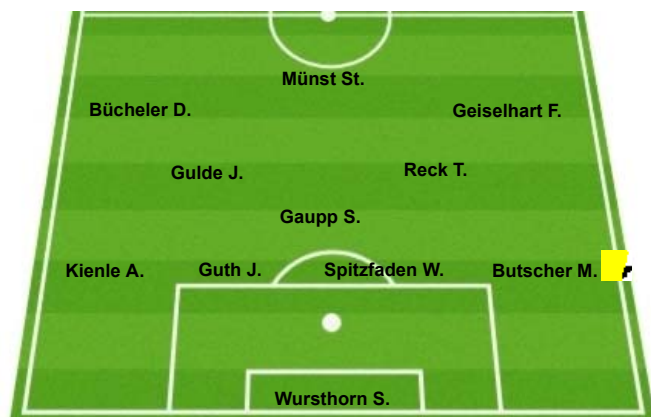 Münst St.
Bücheler D.
Geiselhart F.
Gulde J.
Reck T.
Gaupp S.
Kienle A.
Guth J.
Spitzfaden W.
Butscher M.
Wursthorn S.